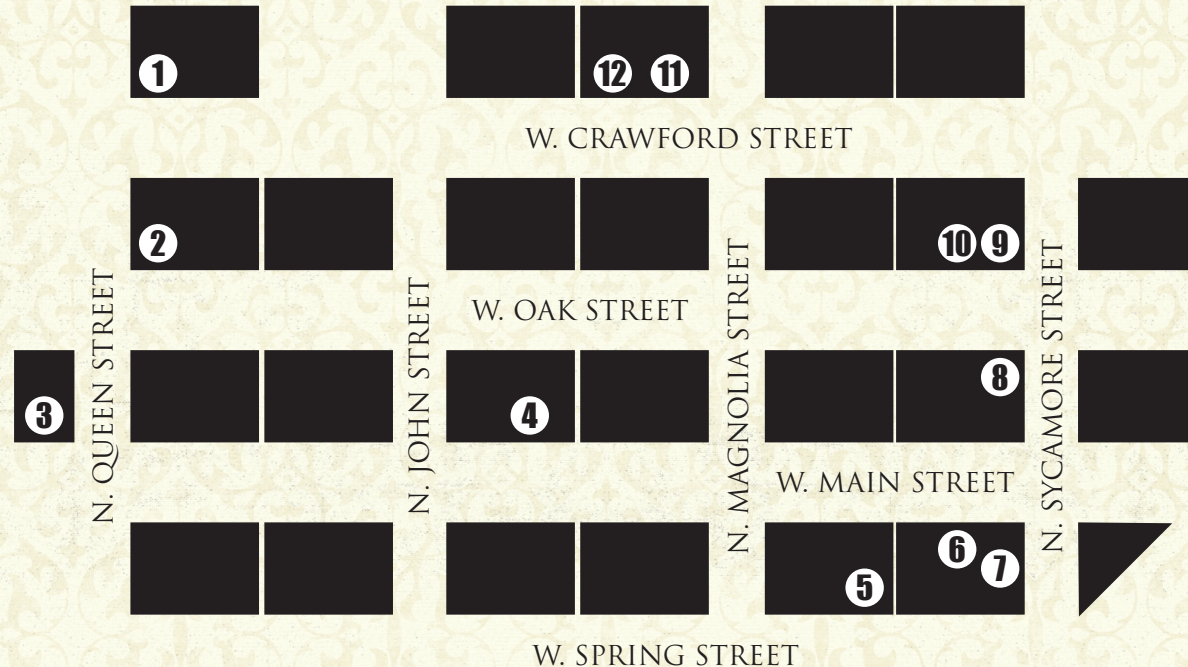 1
12
11
W. CRAWFORD STREET
2
10
9
N. QUEEN STREET
N. JOHN STREET
W. OAK STREET
N. MAGNOLIA STREET
N. SYCAMORE STREET
3
4
8
W. MAIN STREET
5
6
7
W. SPRING STREET